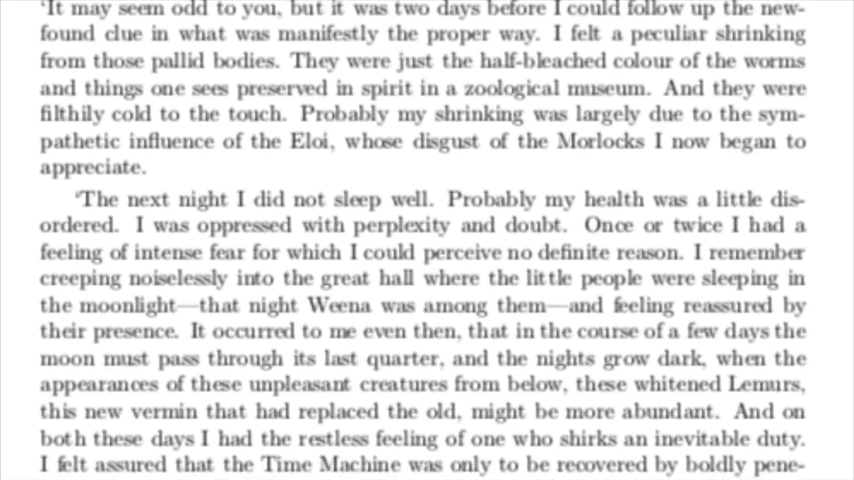 ‘It may seem odd to you, but it was two days before I could follow up the new-
found clue in what was manifestly the proper way. I felt a peculiar shrinking
from those pallid bodies. They were just the half-bleached colour of the worms
and things one sees preserved in spirit in a zoological museum. And they were
filthily cold to the touch. Probably my shrinking was largely due to the sym-
pathetic influence of the Eloi, whose disgust of the Morlocks I now began to
appreciate.
‘The next night I did not sleep well. Probably my health was a little dis-
ordered. I was oppressed with perplexity and doubt. Once or twice I had a
feeling of intense fear for which I could perceive no definite reason. I remember
creeping noiselessly into the great hall where the little people were sleeping in
the moonlight—that night Weena was among them—and feeling reassured by
their presence. It occurred to me even then, that in the course of a few days the
moon must pass through its last quarter, and the nights grow dark, when the
appearances of these unpleasant creatures from below, these whitened Lemurs,
this new vermin that had replaced the old, might be more abundant. And on
both these days I had the restless feeling of one who shirks an inevitable duty.
I felt assured that the Time Machine was only to be recovered by boldly pene-